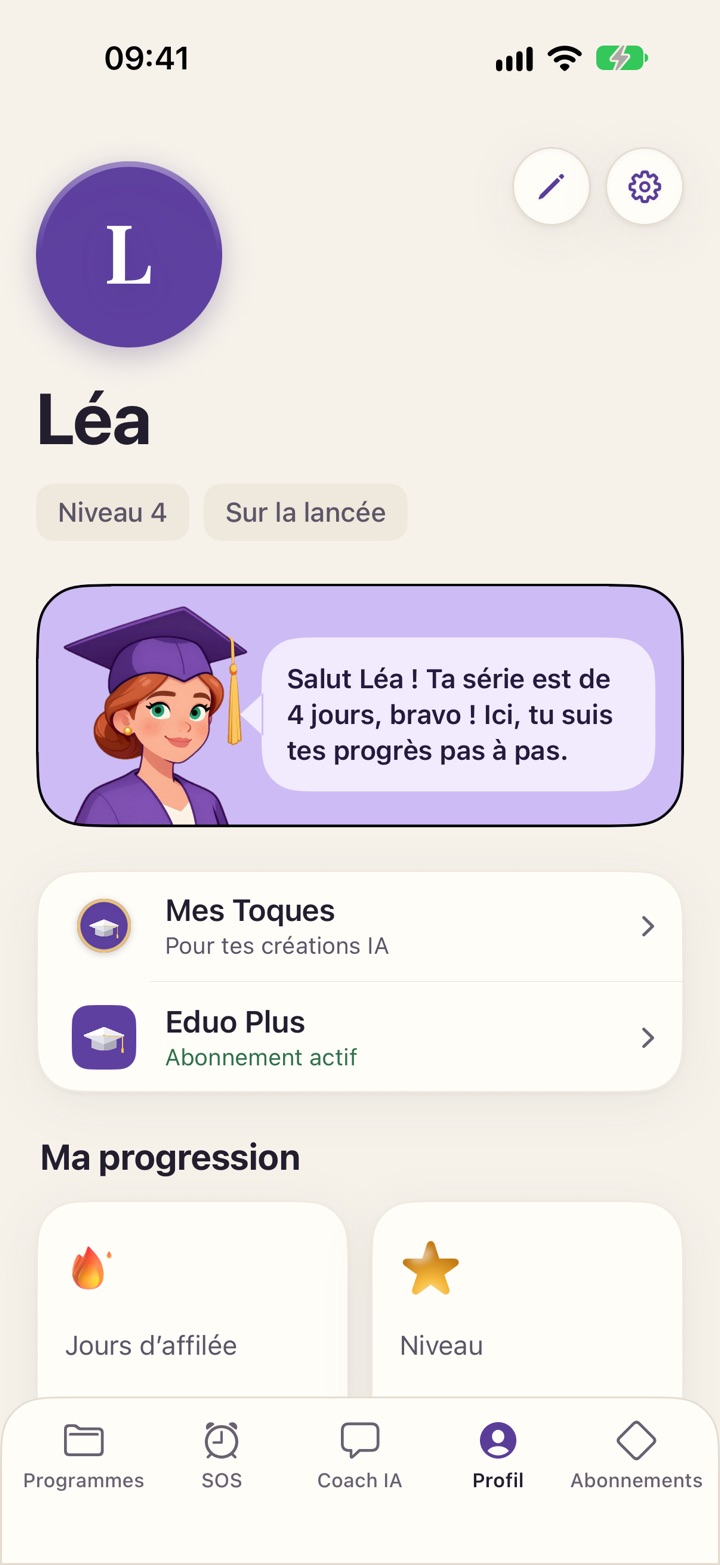 09:41
L
Léa
Niveau 4
Sur la lancée
Salut Léa ! Ta série est de
4 jours, bravo ! Ici, tu suis
tes progrès pas à pas.
Mes Toques
Pour tes créations IA
Eduo Plus
Abonnement actif
Ma progression
Jours d’affilée
Niveau
Programmes
SOS
Coach IA
Profil
Abonnements